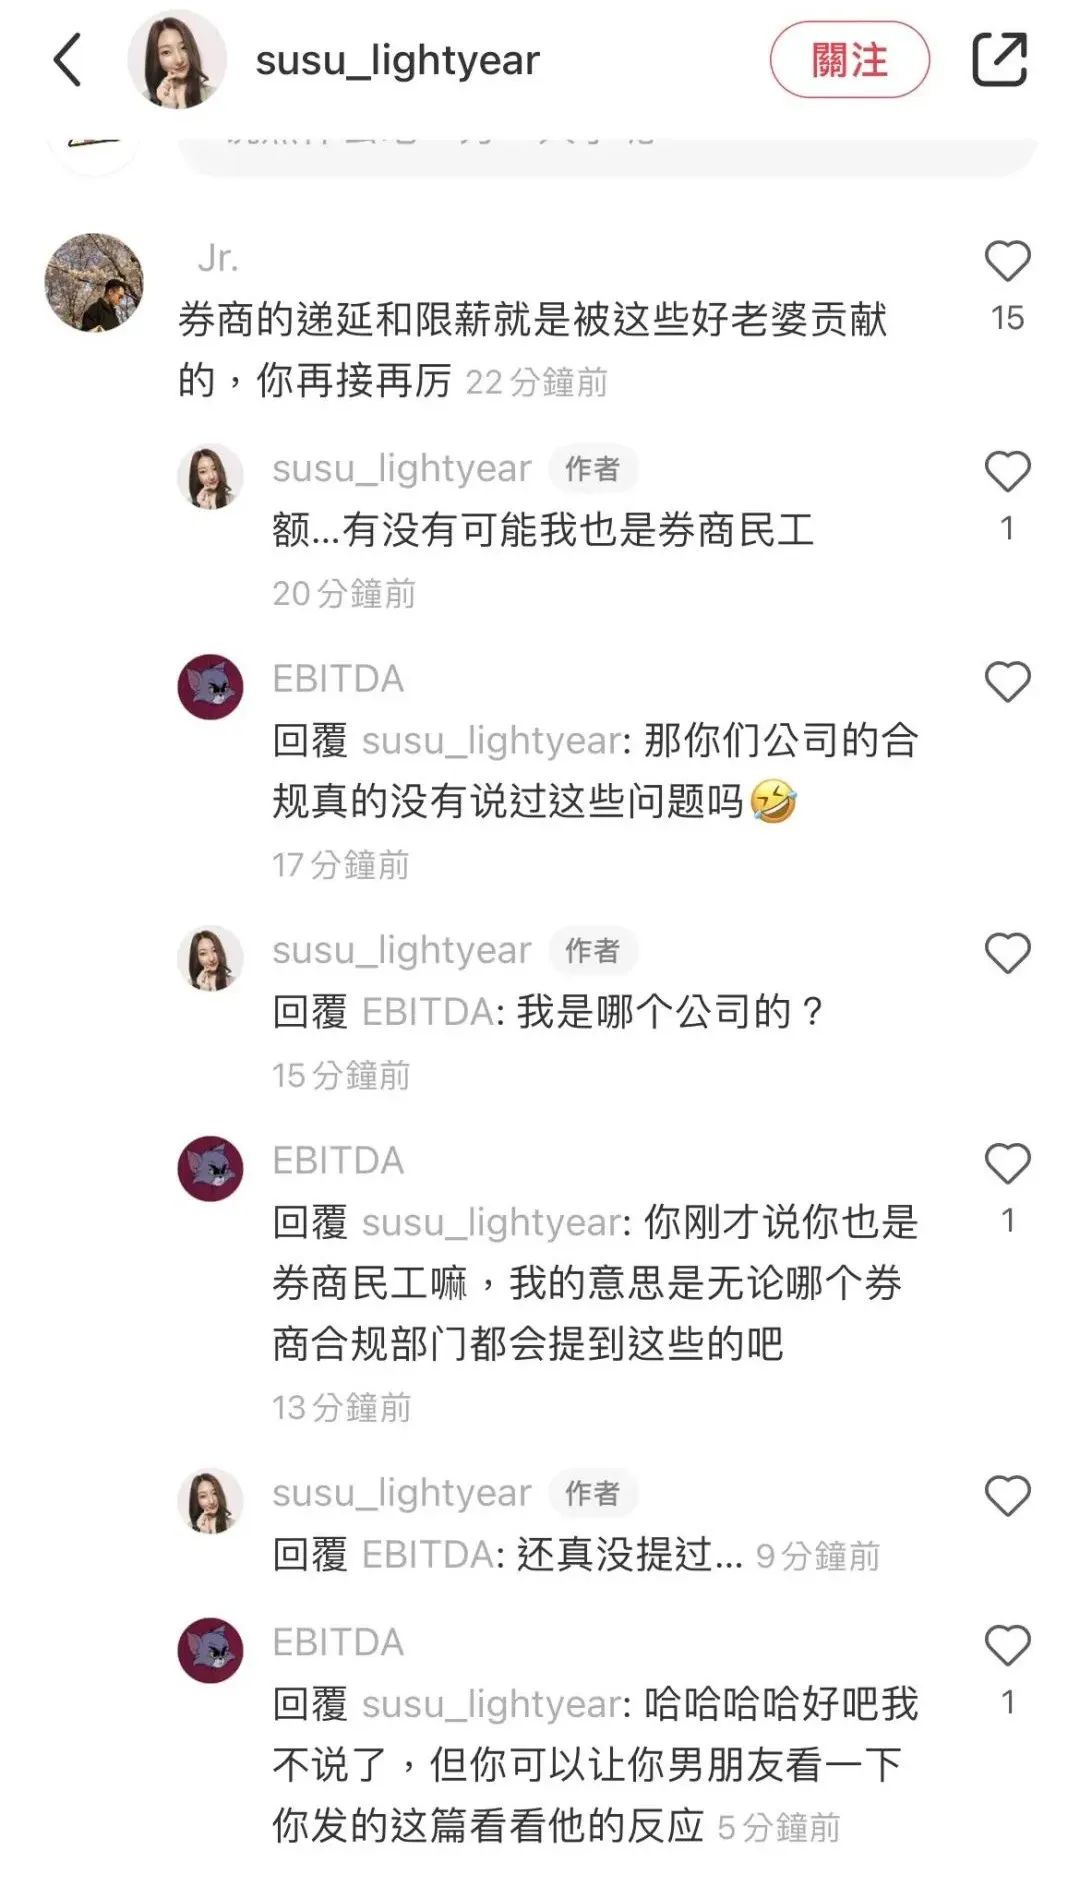 susu_lightyear
關注
Jr.
券商的递延和限薪就是被这些好老婆贡献
15
的，你再接再厉 22分鐘前
susu_lightyear 作者
额...有没有可能我也是券商民工
1
20分鐘前
EBITDA
回覆 susu_lightyear: 那你们公司的合
规真的没有说过这些问题吗🤣
17分鐘前
susu_lightyear 作者
回覆 EBITDA: 我是哪个公司的？
15分鐘前
EBITDA
回覆 susu_lightyear: 你刚才说你也是
1
券商民工嘛，我的意思是无论哪个券
商合规部门都会提到这些的吧
13分鐘前
susu_lightyear 作者
回覆 EBITDA: 还真没提过... 9分鐘前
EBITDA
回覆 susu_lightyear: 哈哈哈哈好吧我
1
不说了，但你可以让你男朋友看一下
你发的这篇看看他的反应 5分鐘前